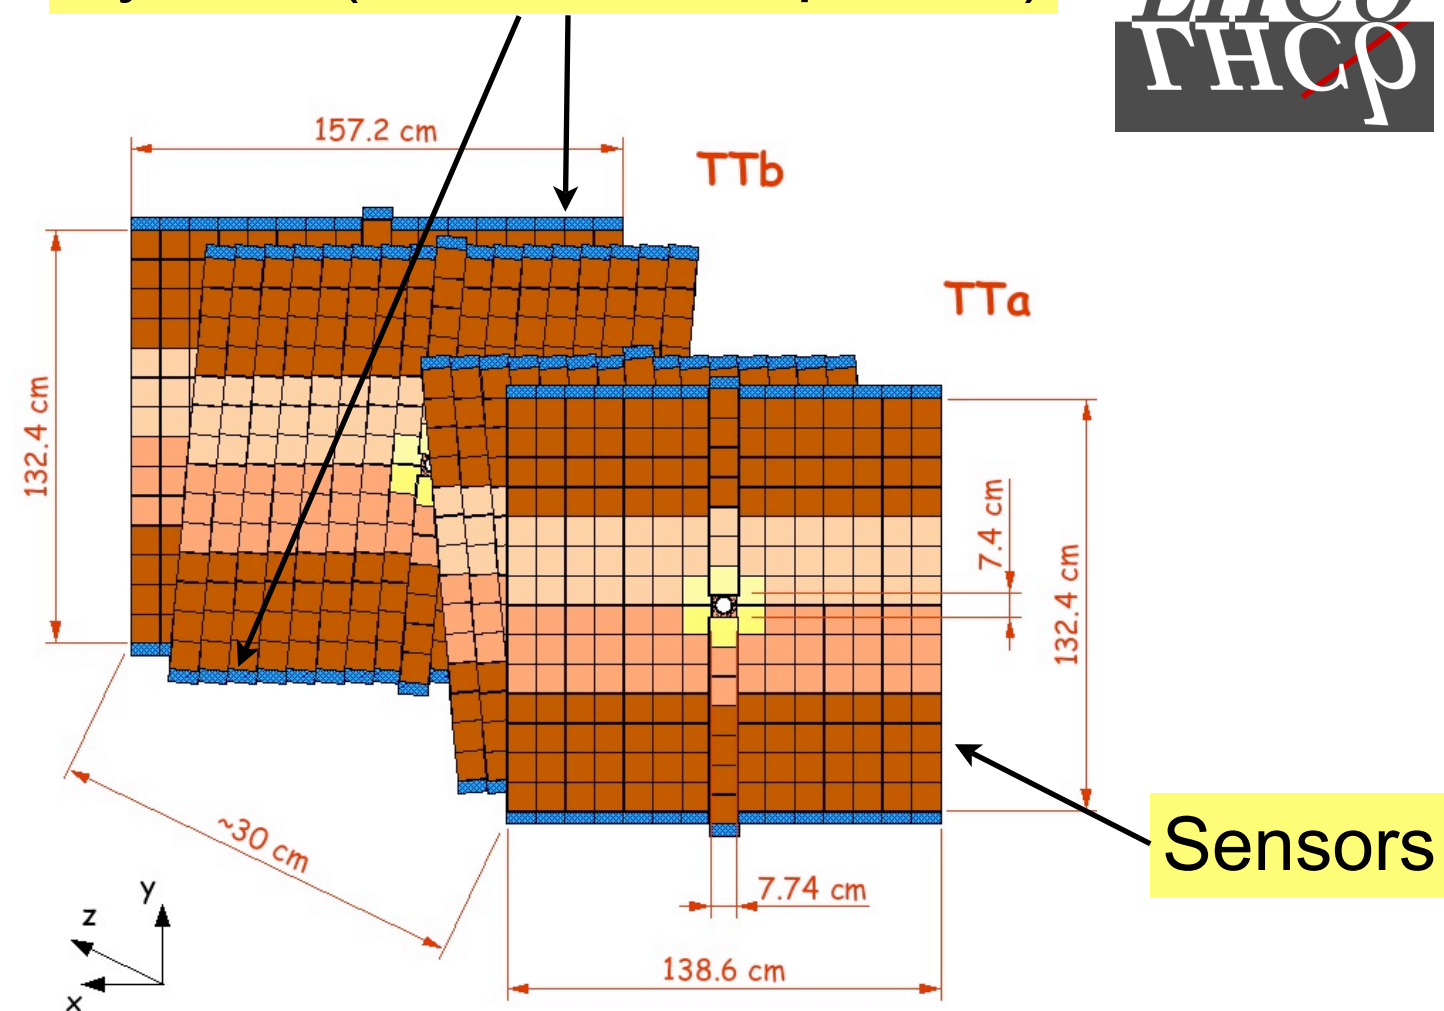 LHCb
157.2 cm
TTb
TTa
132.4 cm
7.4 cm
132.4 cm
~30 cm
Sensors
y
7.74 cm
z
138.6 cm
x